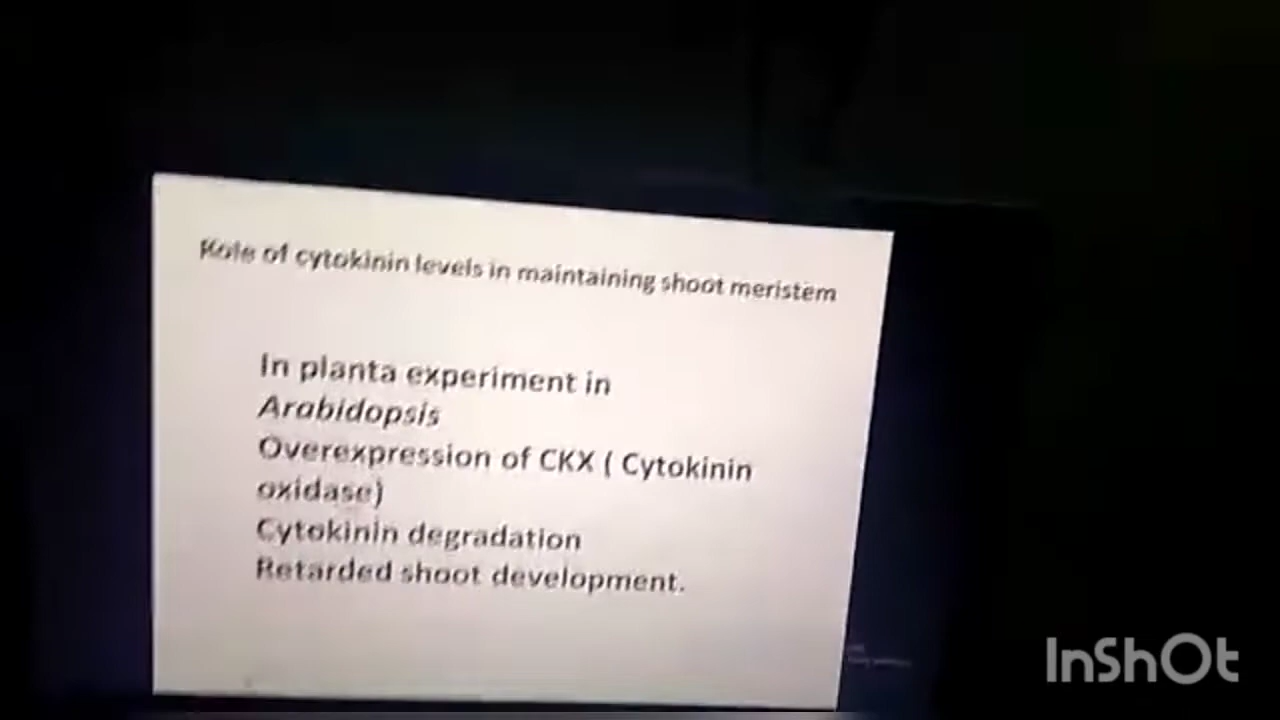 Role of cytokinin levels in maintaining shoot meristem
In planta experiment in
Arabidopsis
Overexpression of CKX ( Cytokinin
oxidase)
Cytokinin degradation
Retarded shoot development.
InShOt